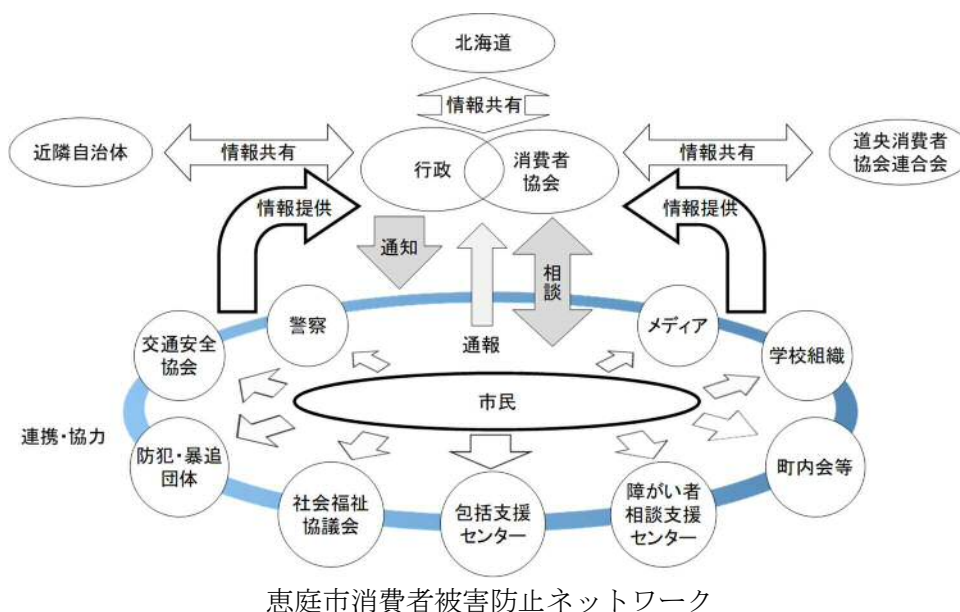 北海道
情報共有
近隣自治体
情報共有
行政
消費者
協会
情報共有
道央消費者
協会連合会
情報提供
情報提供
通知
相
談
警察
通報
メディア
交通安全
協会
学校組織
市民
連携・協力
防犯・暴追
団体
町内会等
社会福祉
協議会
包括支援
センター
障がい者
相談支援
センター
恵庭市消費者被害防止ネットワーク